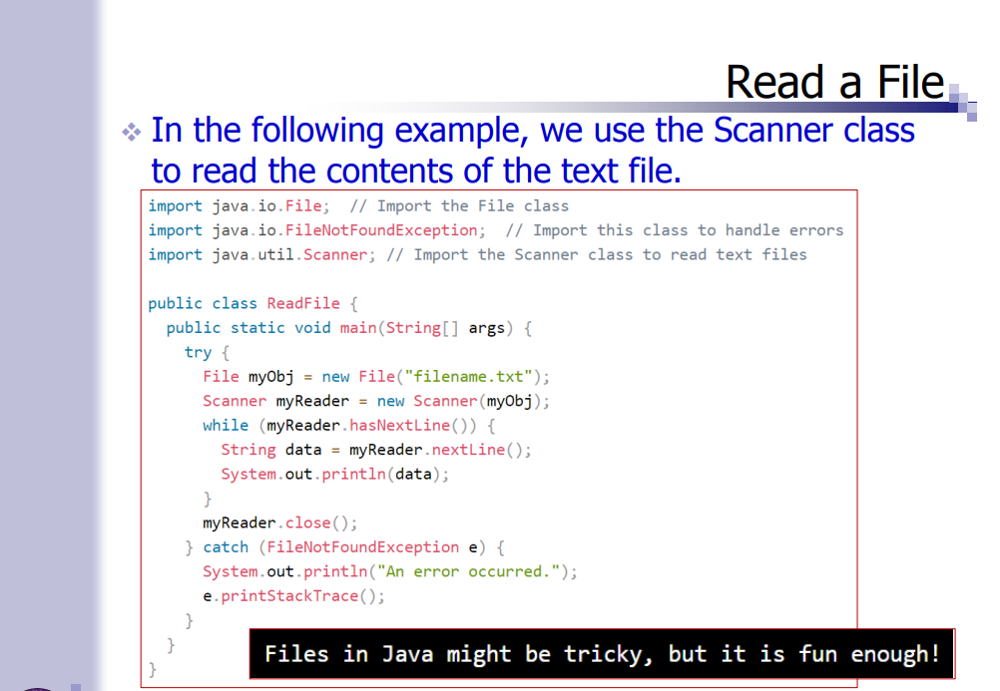 Read a File
In the following example, we use the Scanner class
to read the contents of the text file.
import java.io.File;  // Import the File class
import java.io.FileNotFoundException;  // Import this class to handle errors
import java.util.Scanner; // Import the Scanner class to read text files
public class ReadFile {
  public static void main(String[] args) {
    try {
      File myObj = new File("filename.txt");
      Scanner myReader = new Scanner(myObj);
      while (myReader.hasNextLine()) {
        String data = myReader.nextLine();
        System.out.println(data);
      }
      myReader.close();
    } catch (FileNotFoundException e) {
      System.out.println("An error occurred.");
      e.printStackTrace();
    }
  }
}
Files in Java might be tricky, but it is fun enough!